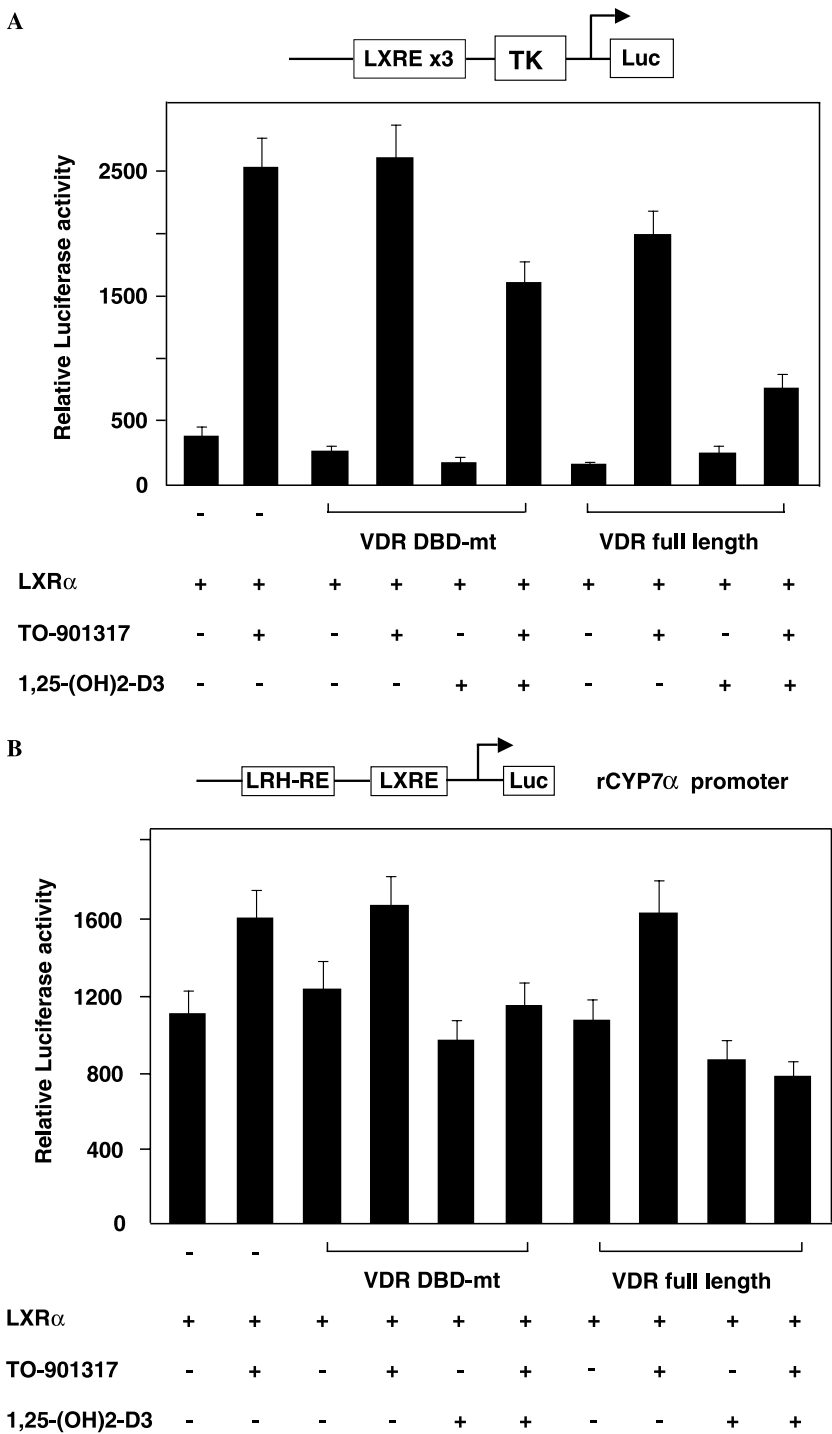 A
LXRE x3 TK Luc
Relative Luciferase activity
2500
1500
500
0
- -
VDR DBD-mt VDR full length
LXRα + + + + + + + + + +
TO-901317 - + - + - + - + - +
1,25-(OH)2-D3 - - - - + + - - + +
B
LRH-RE LXRE Luc rCYP7α promoter
Relative Luciferase activity
1600
1200
800
400
0
- -
VDR DBD-mt VDR full length
LXRα + + + + + + + + + +
TO-901317 - + - + - + - + - +
1,25-(OH)2-D3 - - - - + + - - + +